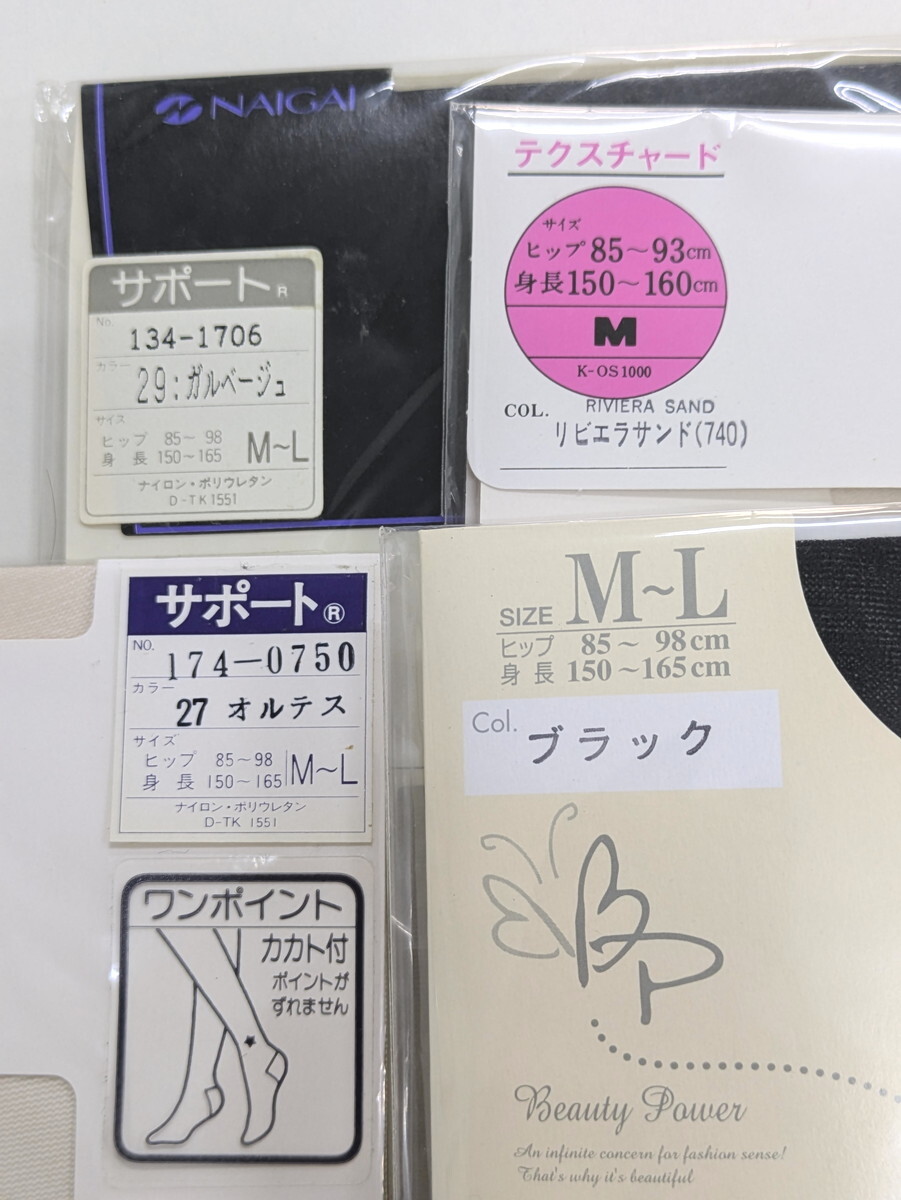 NAIGAI
サポートR
No.
134-1706
カラー
29:ガルベージュ
サイズ
ヒップ 85~98
身長 150~165
M~L
ナイロン・ポリウレタン
D-TK1551
テクスチャード
サイズ
ヒップ85~93cm
身長150~160cm
M
K-OS1000
COL. RIVIERA SAND
リビエラサンド(740)
サポート®
NO.
174-0750
カラー
27 オルテス
サイズ
ヒップ 85~98
身長 150~165
M~L
ナイロン・ポリウレタン
D-TK 1551
ワンポイント
カカト付
ポイントが
ずれません
SIZE M~L
ヒップ 85~98cm
身長 150~165cm
Col. ブラック
BP
Beauty Power
An infinite concern for fashion sense!
That's why it's beautiful